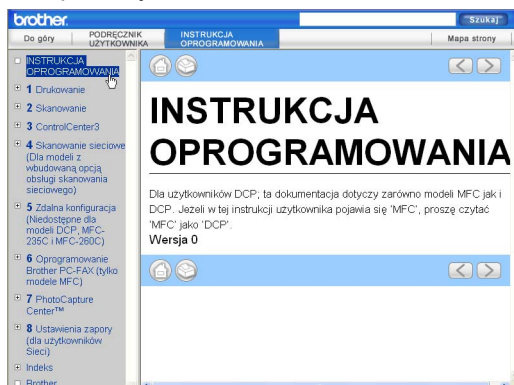 brother.
Szukaj
Do góry
PODRĘCZNIK
UŻYTKOWNIKA
INSTRUKCJA
OPROGRAMOWANIA
Mapa strony
INSTRUKCJA
OPROGRAMOWANIA
1 Drukowanie
2 Skanowanie
3 ControlCenter3
4 Skanowanie sieciowe
(Dla modeli z
wbudowaną opcją
obsługi skanowania
sieciowego)
5 Zdalna konfiguracja
(Niedostępne dla
modeli DCP, MFC-
235C i MFC-260C)
6 Oprogramowanie
Brother PC-FAX (tylko
modele MFC)
7 PhotoCapture
Center™
8 Ustawienia zapory
(dla użytkowników
Sieci)
Indeks
Brother
INSTRUKCJA
OPROGRAMOWANIA
Dla użytkowników DCP; ta dokumentacja dotyczy zarówno modeli MFC jak i
DCP. Jeżeli w tej instrukcji użytkownika pojawia się 'MFC', proszę czytać
'MFC' jako 'DCP'.
Wersja 0